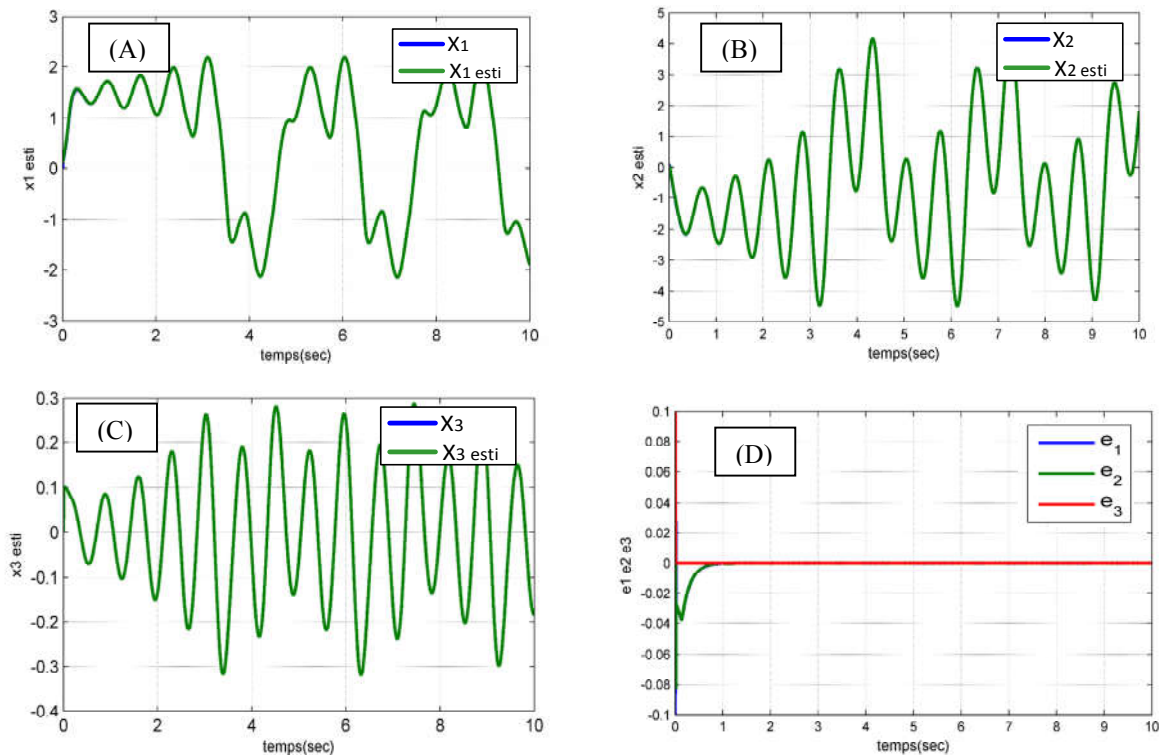 (A)
X1
X1 esti
3
2
1
0
-1
-2
-3
x1 esti
0 2 4 6 8 10
temps(sec)
(B)
X2
X2 esti
5
4
3
2
1
0
-1
-2
-3
-4
-5
x2 esti
0 1 2 3 4 5 6 7 8 9 10
temps(sec)
(C)
X3
X3 esti
0.3
0.2
0.1
0
-0.1
-0.2
-0.3
-0.4
x3 esti
0 2 4 6 8 10
temps(sec)
(D)
e1
e2
e3
0.1
0.08
0.06
0.04
0.02
0
-0.02
-0.04
-0.06
-0.08
-0.1
e1 e2 e3
0 1 2 3 4 5 6 7 8 9 10
temps(sec)